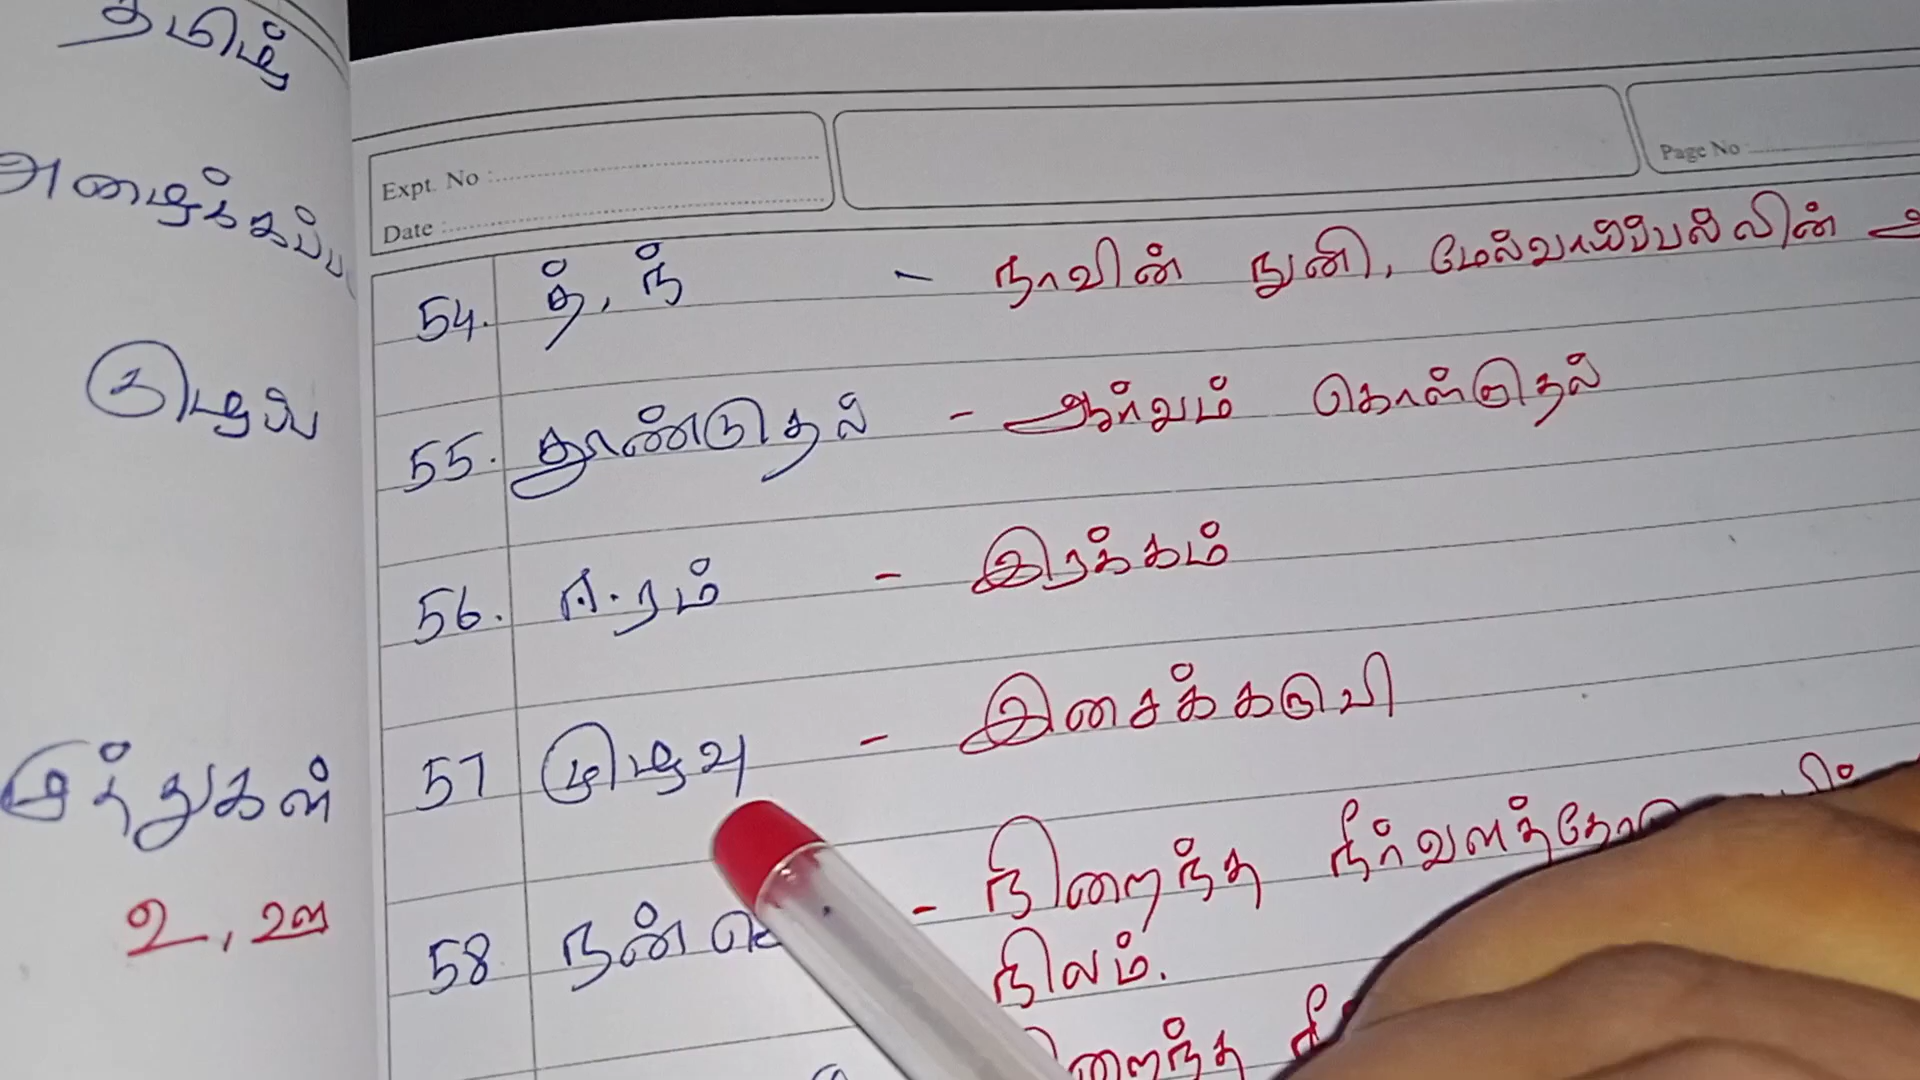 தமிழ்
அழைக்கப்ப
Expt. No :
Page No
Date :
54. த், ந் - நாவின் நுனி, மேல்வாய்ப்பல்லின் அ
55. தூண்டுதல் - ஆர்வம் கொள்ளுதல்
56. ஈரம் - இரக்கம்
57 முழவு - இசைக்கருவி
முத்துகள்
உ, ஊ
58 நன்செ - நிறைந்த நீர்வளத்தோடு
நிலம்.
நிறைந்த